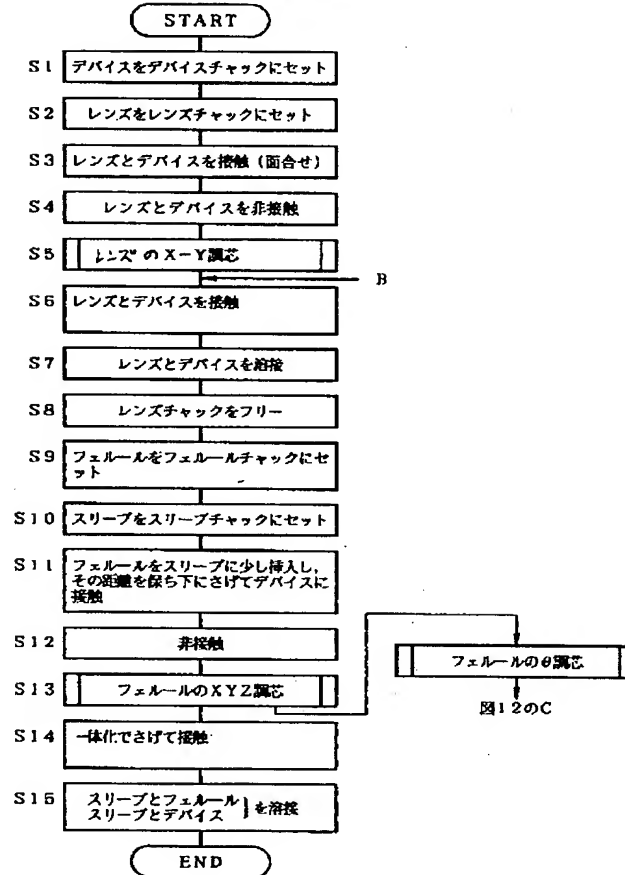 START
S1 デバイスをデバイスチャックにセット
S2 レンズをレンズチャックにセット
S3 レンズとデバイスを接触(面合せ)
S4 レンズとデバイスを非接触
S5 レンズのX-Y調芯
B
S6 レンズとデバイスを接触
S7 レンズとデバイスを溶接
S8 レンズチャックをフリー
S9 フェルールをフェルールチャックにセ
ット
S10 スリーブをスリーブチャックにセット
S11 フェルールをスリーブに少し挿入し,
その距離を保ち下にさげてデバイスに
接触
S12 非接触
S13 フェルールのXYZ調芯
フェルールのθ調芯
図12のC
S14 一体化でさげて接触
S15 スリーブとフェルール
スリーブとデバイス } を溶接
END